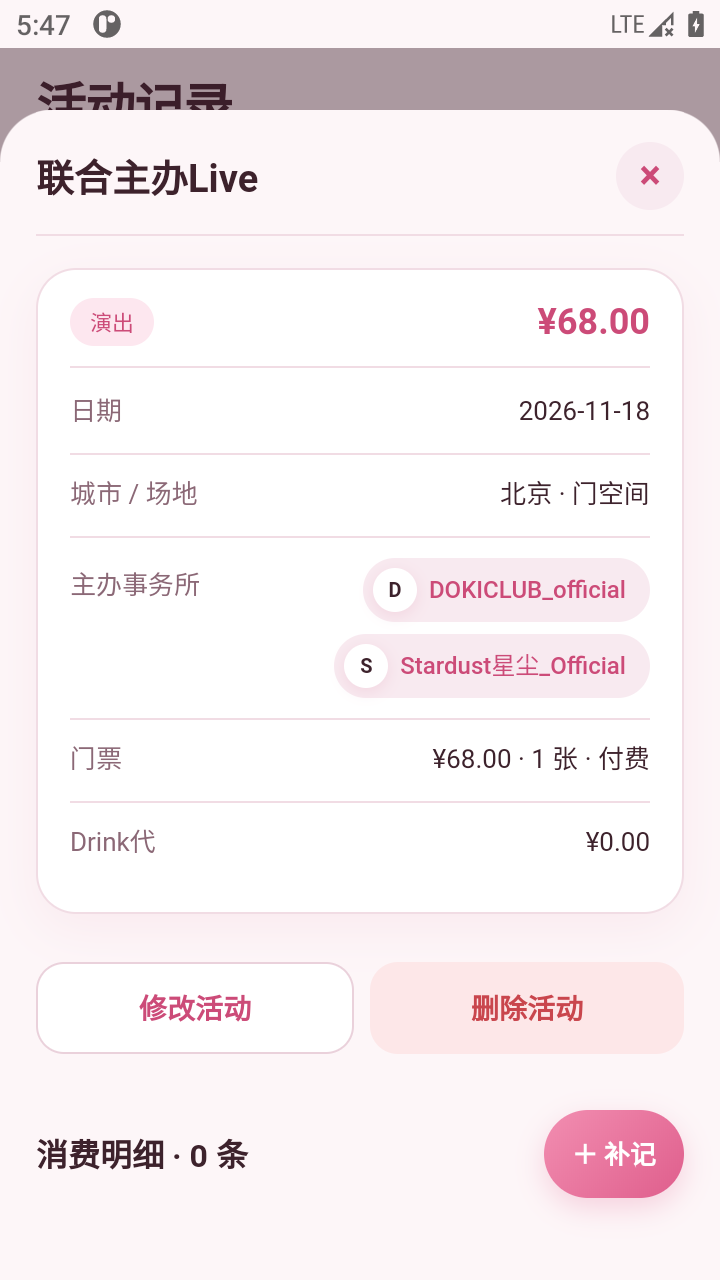 5:47
LTE
活动记录
联合主办Live
×
演出
¥68.00
日期
2026-11-18
城市 / 场地
北京 · 门空间
主办事务所
D
DOKICLUB_official
S
Stardust星尘_Official
门票
¥68.00 · 1 张 · 付费
Drink代
¥0.00
修改活动
删除活动
消费明细 · 0 条
＋ 补记